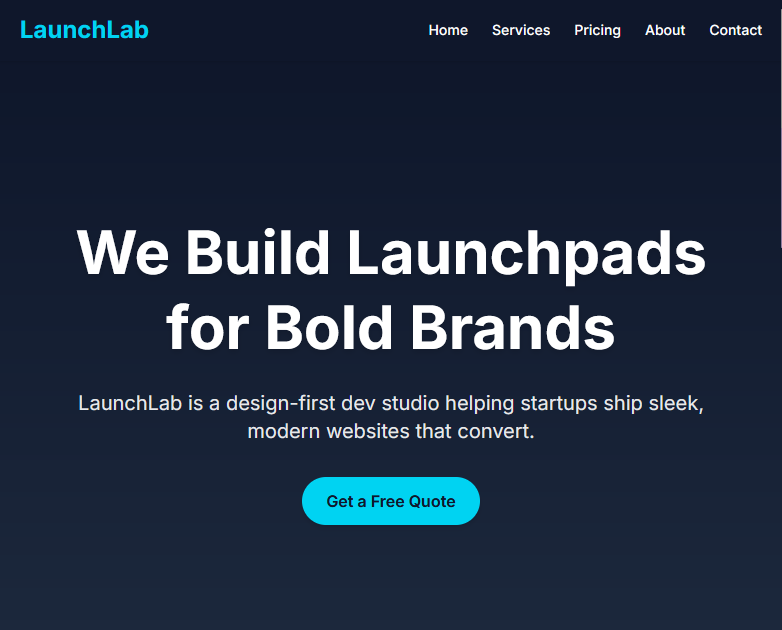 LaunchLab
Home Services Pricing About Contact
We Build Launchpads
for Bold Brands
LaunchLab is a design-first dev studio helping startups ship sleek,
modern websites that convert.
Get a Free Quote